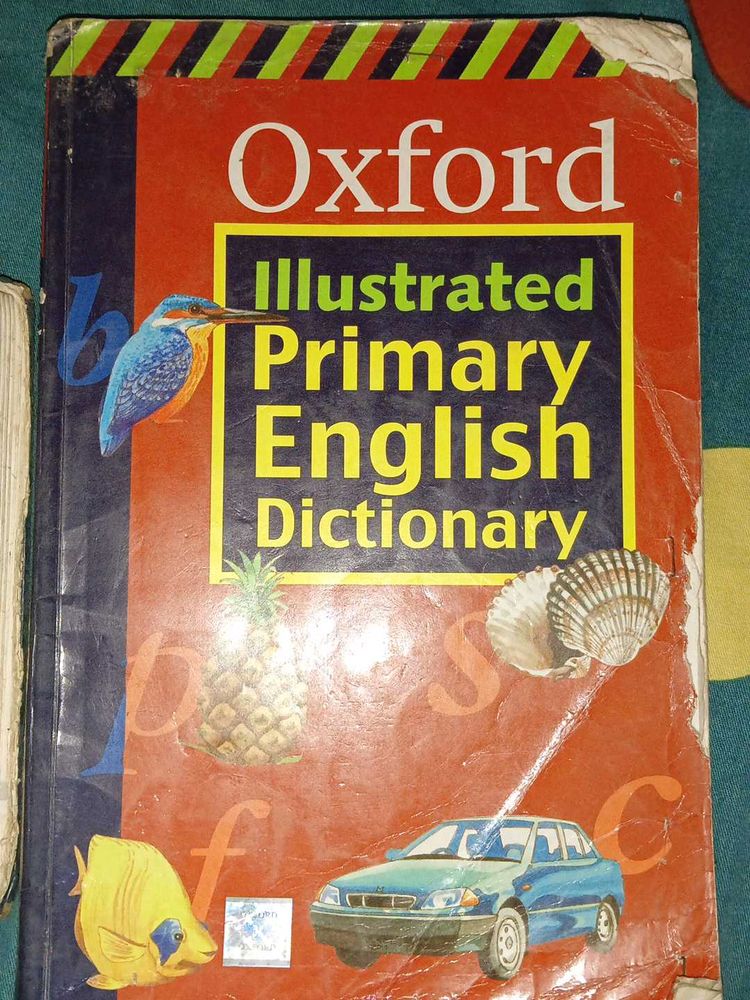 Oxford
Illustrated
Primary
English
Dictionary
b
p
s
f
c